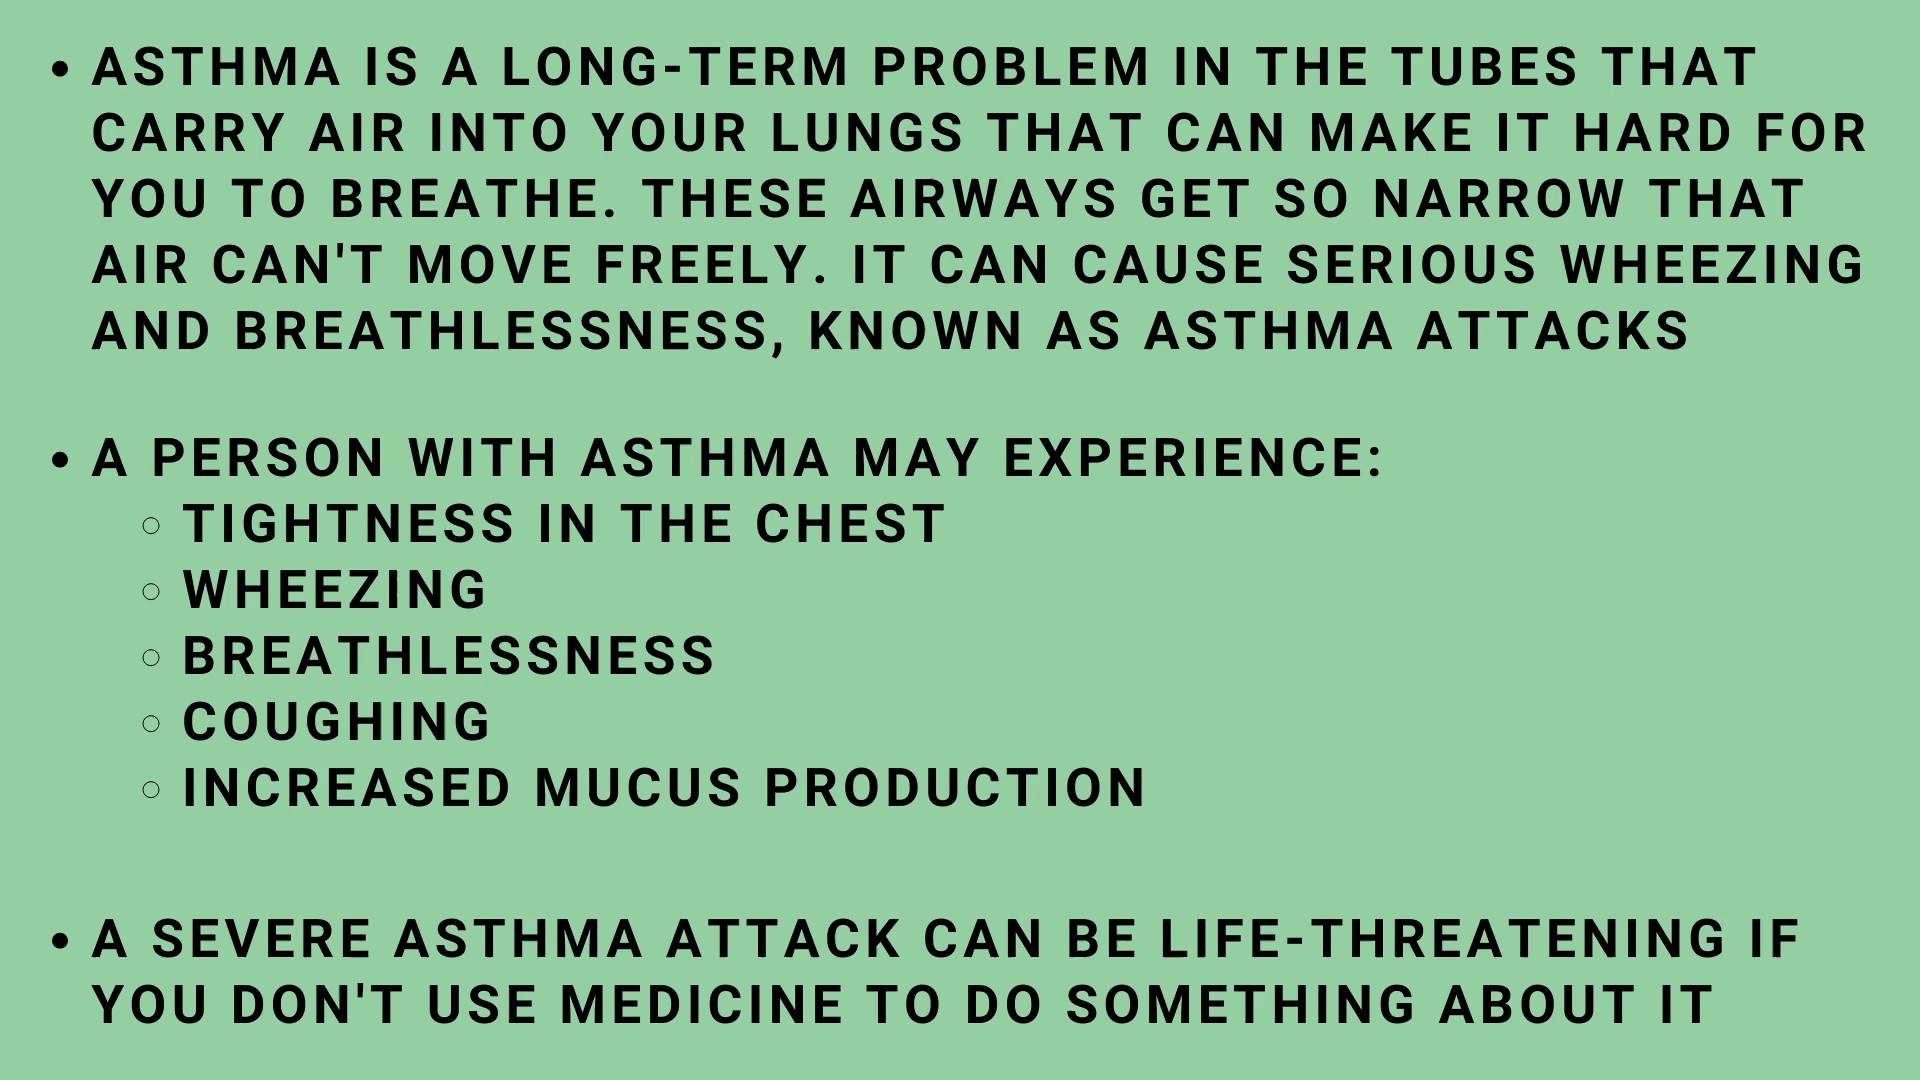 • ASTHMA IS A LONG-TERM PROBLEM IN THE TUBES THAT
CARRY AIR INTO YOUR LUNGS THAT CAN MAKE IT HARD FOR
YOU TO BREATHE. THESE AIRWAYS GET SO NARROW THAT
AIR CAN'T MOVE FREELY. IT CAN CAUSE SERIOUS WHEEZING
AND BREATHLESSNESS, KNOWN AS ASTHMA ATTACKS
• A PERSON WITH ASTHMA MAY EXPERIENCE:
○ TIGHTNESS IN THE CHEST
○ WHEEZING
○ BREATHLESSNESS
○ COUGHING
○ INCREASED MUCUS PRODUCTION
• A SEVERE ASTHMA ATTACK CAN BE LIFE-THREATENING IF
YOU DON'T USE MEDICINE TO DO SOMETHING ABOUT IT